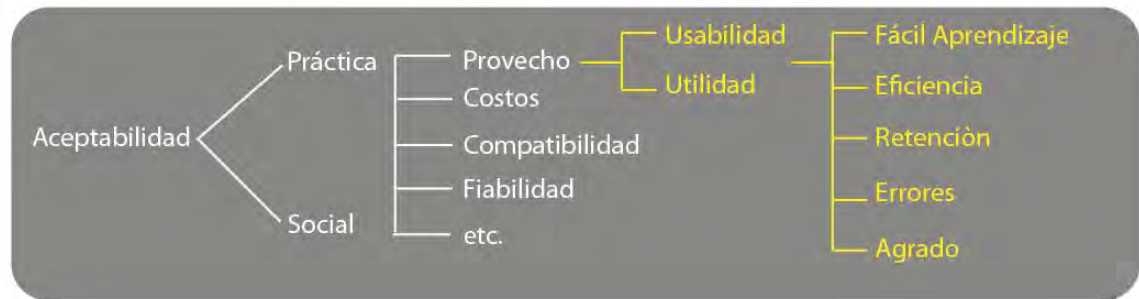 Aceptabilidad
Práctica
Social
Provecho
Costos
Compatibilidad
Fiabilidad
etc.
Usabilidad
Utilidad
Fácil Aprendizaje
Eficiencia
Retenciòn
Errores
Agrado